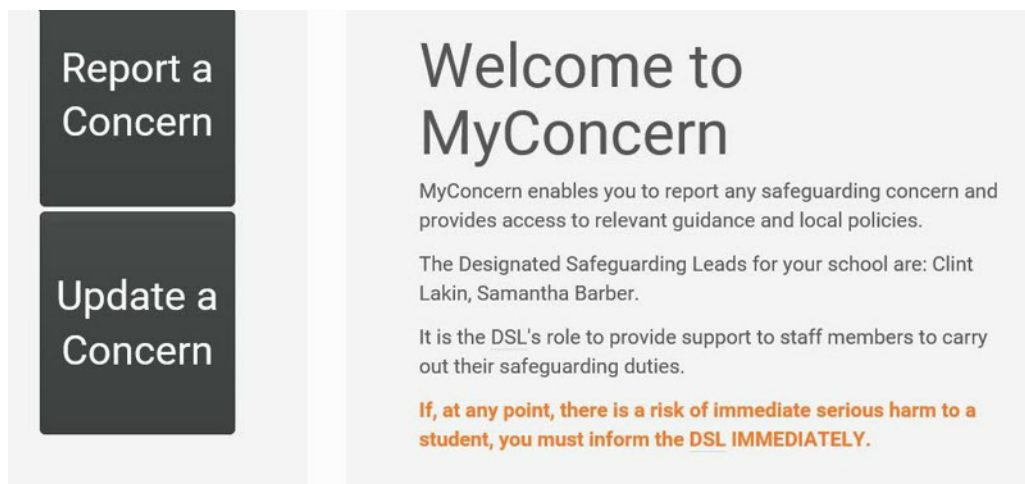 Report a
Concern
Update a
Concern
Welcome to
MyConcern
MyConcern enables you to report any safeguarding concern and
provides access to relevant guidance and local policies.
The Designated Safeguarding Leads for your school are: Clint
Lakin, Samantha Barber.
It is the DSL's role to provide support to staff members to carry
out their safeguarding duties.
If, at any point, there is a risk of immediate serious harm to a
student, you must inform the DSL IMMEDIATELY.